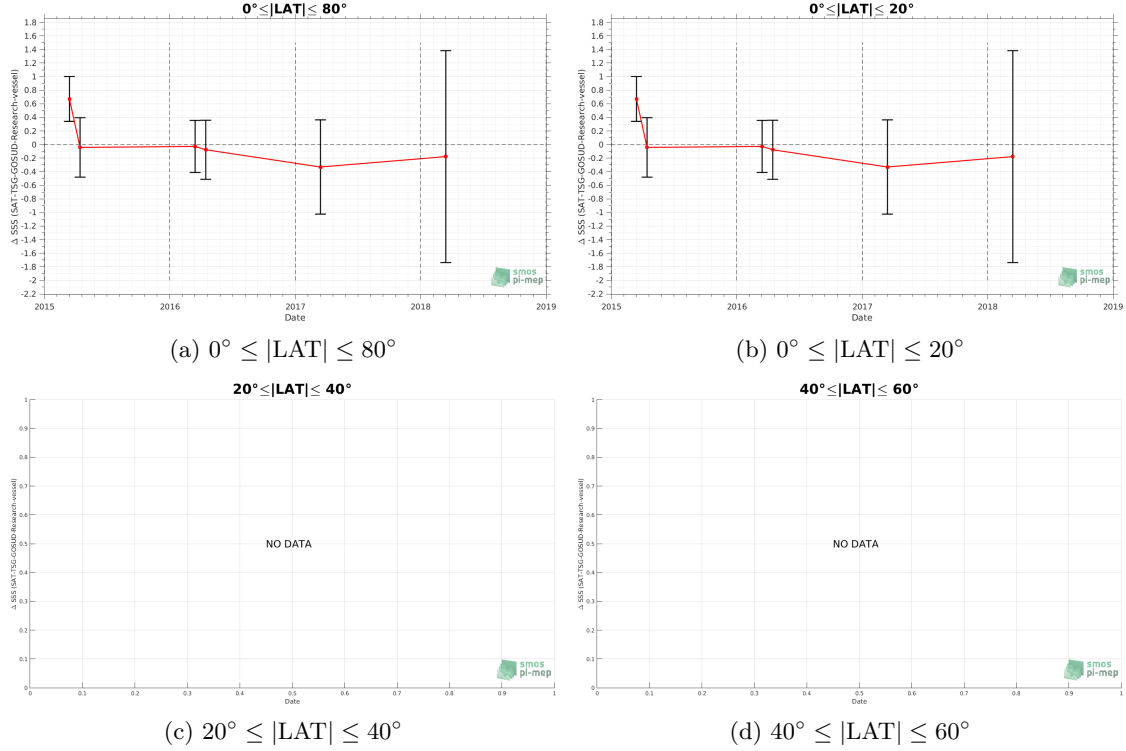 0°≤|LAT|≤ 80°
1.8
1.6
1.4
1.2
1
0.8
0.6
0.4
0.2
0
-0.2
-0.4
-0.6
-0.8
-1
-1.2
-1.4
-1.6
-1.8
-2
-2.2
Δ SSS (SAT-TSG-GOSUD-Research-vessel)
2015 2016 2017 2018 2019
Date
smos
pi-mep
(a) 0° ≤ |LAT| ≤ 80°
0°≤|LAT|≤ 20°
1.8
1.6
1.4
1.2
1
0.8
0.6
0.4
0.2
0
-0.2
-0.4
-0.6
-0.8
-1
-1.2
-1.4
-1.6
-1.8
-2
-2.2
Δ SSS (SAT-TSG-GOSUD-Research-vessel)
2015 2016 2017 2018 2019
Date
smos
pi-mep
(b) 0° ≤ |LAT| ≤ 20°
20°≤|LAT|≤ 40°
1
0.9
0.8
0.7
0.6
0.5
0.4
0.3
0.2
0.1
0
Δ SSS (SAT-TSG-GOSUD-Research-vessel)
NO DATA
0 0.1 0.2 0.3 0.4 0.5 0.6 0.7 0.8 0.9 1
Date
smos
pi-mep
(c) 20° ≤ |LAT| ≤ 40°
40°≤|LAT|≤ 60°
1
0.9
0.8
0.7
0.6
0.5
0.4
0.3
0.2
0.1
0
Δ SSS (SAT-TSG-GOSUD-Research-vessel)
NO DATA
0 0.1 0.2 0.3 0.4 0.5 0.6 0.7 0.8 0.9 1
Date
smos
pi-mep
(d) 40° ≤ |LAT| ≤ 60°